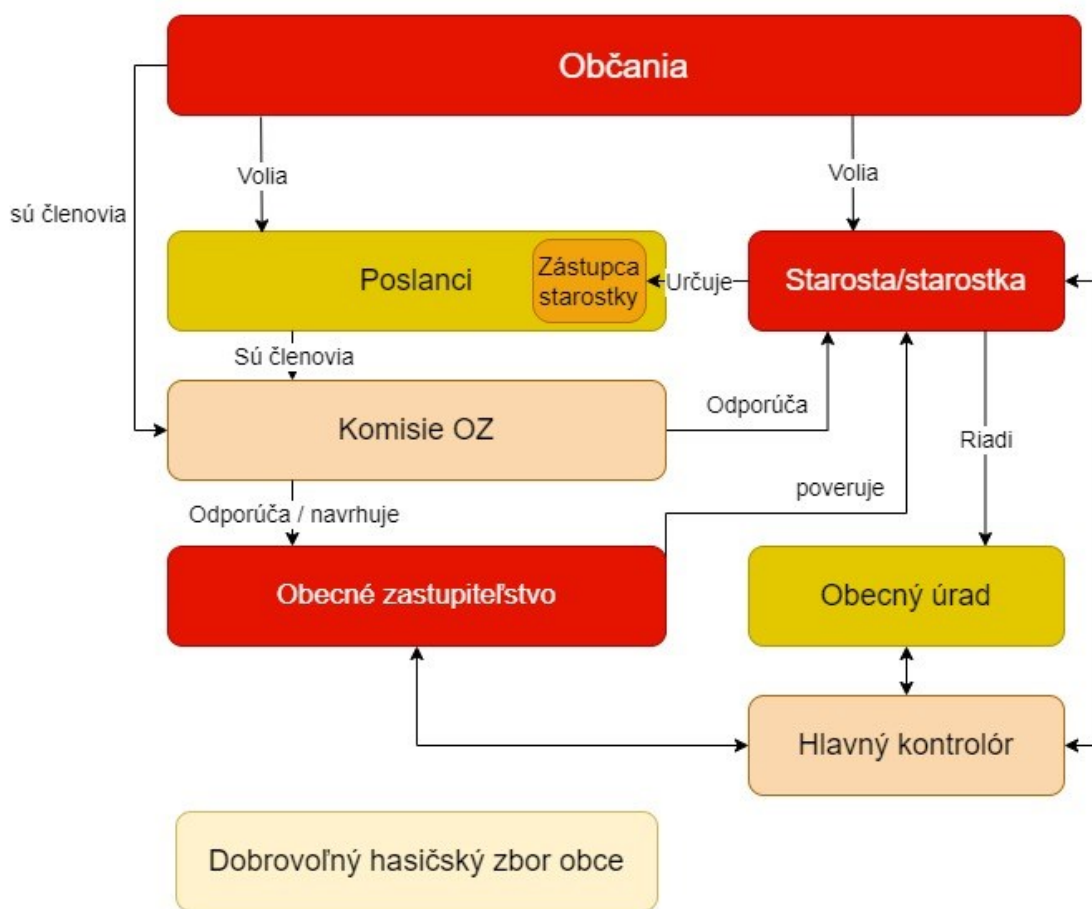 Občania
Volia
Volia
sú členovia
Poslanci
Zástupca
starostky
Určuje
Starosta/starostka
Sú členovia
Komisie OZ
Odporúča
Riadi
poveruje
Odporúča / navrhuje
Obecné zastupiteľstvo
Obecný úrad
Hlavný kontrolór
Dobrovoľný hasičský zbor obce